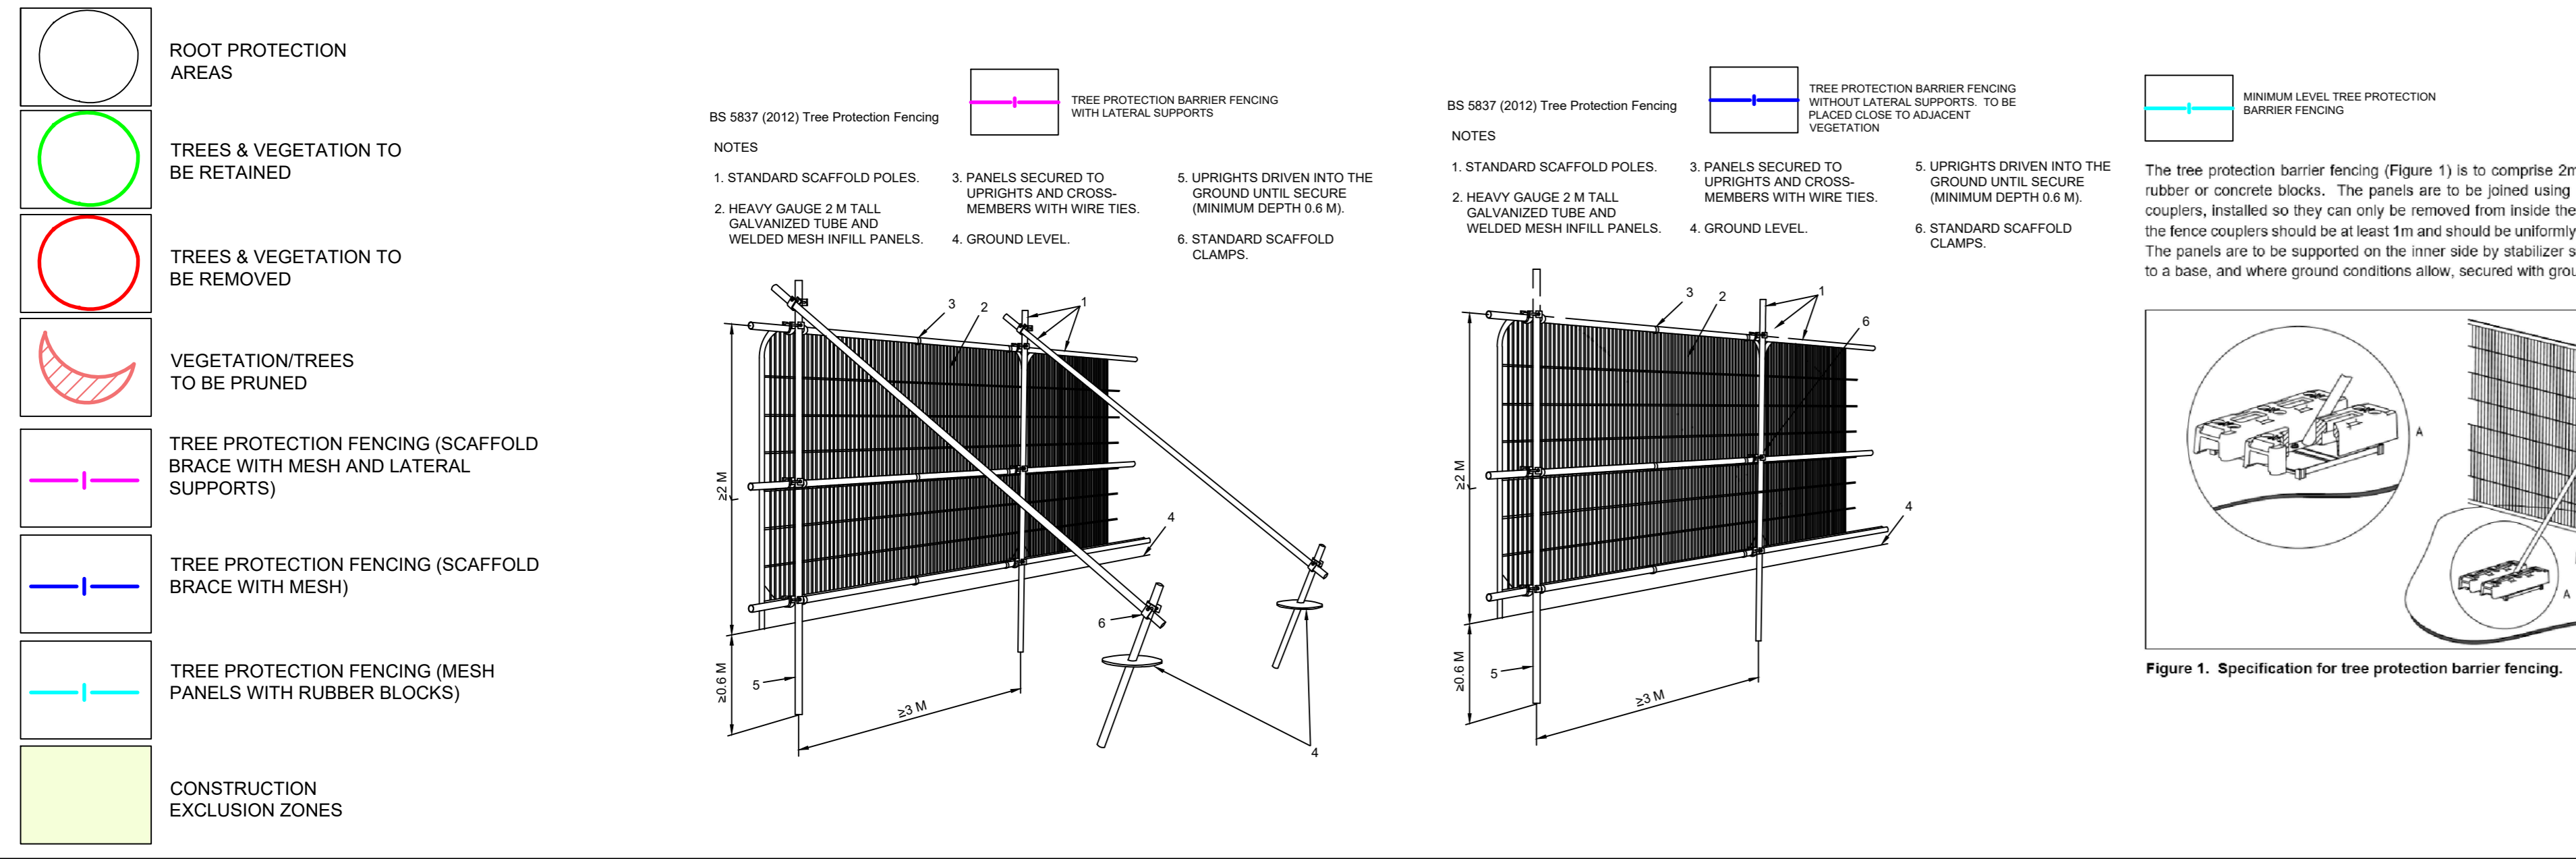 ROOT PROTECTION
AREAS
TREES & VEGETATION TO
BE RETAINED
TREES & VEGETATION TO
BE REMOVED
VEGETATION/TREES
TO BE PRUNED
TREE PROTECTION FENCING (SCAFFOLD
BRACE WITH MESH AND LATERAL
SUPPORTS)
TREE PROTECTION FENCING (SCAFFOLD
BRACE WITH MESH)
TREE PROTECTION FENCING (MESH
PANELS WITH RUBBER BLOCKS)
CONSTRUCTION
EXCLUSION ZONES
BS 5837 (2012) Tree Protection Fencing
TREE PROTECTION BARRIER FENCING
WITH LATERAL SUPPORTS
NOTES
1. STANDARD SCAFFOLD POLES.
2. HEAVY GAUGE 2 M TALL
GALVANIZED TUBE AND
WELDED MESH INFILL PANELS.
3. PANELS SECURED TO
UPRIGHTS AND CROSS-
MEMBERS WITH WIRE TIES.
4. GROUND LEVEL.
5. UPRIGHTS DRIVEN INTO THE
GROUND UNTIL SECURE
(MINIMUM DEPTH 0.6 M).
6. STANDARD SCAFFOLD
CLAMPS.
3
2
1
≥2 M
4
6
≥0.6 M
5
≥3 M
4
BS 5837 (2012) Tree Protection Fencing
TREE PROTECTION BARRIER FENCING
WITHOUT LATERAL SUPPORTS. TO BE
PLACED CLOSE TO ADJACENT
VEGETATION
NOTES
1. STANDARD SCAFFOLD POLES.
2. HEAVY GAUGE 2 M TALL
GALVANIZED TUBE AND
WELDED MESH INFILL PANELS.
3. PANELS SECURED TO
UPRIGHTS AND CROSS-
MEMBERS WITH WIRE TIES.
4. GROUND LEVEL.
5. UPRIGHTS DRIVEN INTO THE
GROUND UNTIL SECURE
(MINIMUM DEPTH 0.6 M).
6. STANDARD SCAFFOLD
CLAMPS.
3
2
1
6
≥2 M
4
≥0.6 M
5
≥3 M
MINIMUM LEVEL TREE PROTECTION
BARRIER FENCING
The tree protection barrier fencing (Figure 1) is to comprise 2m
rubber or concrete blocks. The panels are to be joined using
couplers, installed so they can only be removed from inside the
the fence couplers should be at least 1m and should be uniformly
The panels are to be supported on the inner side by stabilizer s
to a base, and where ground conditions allow, secured with grou
A
A
Figure 1. Specification for tree protection barrier fencing.